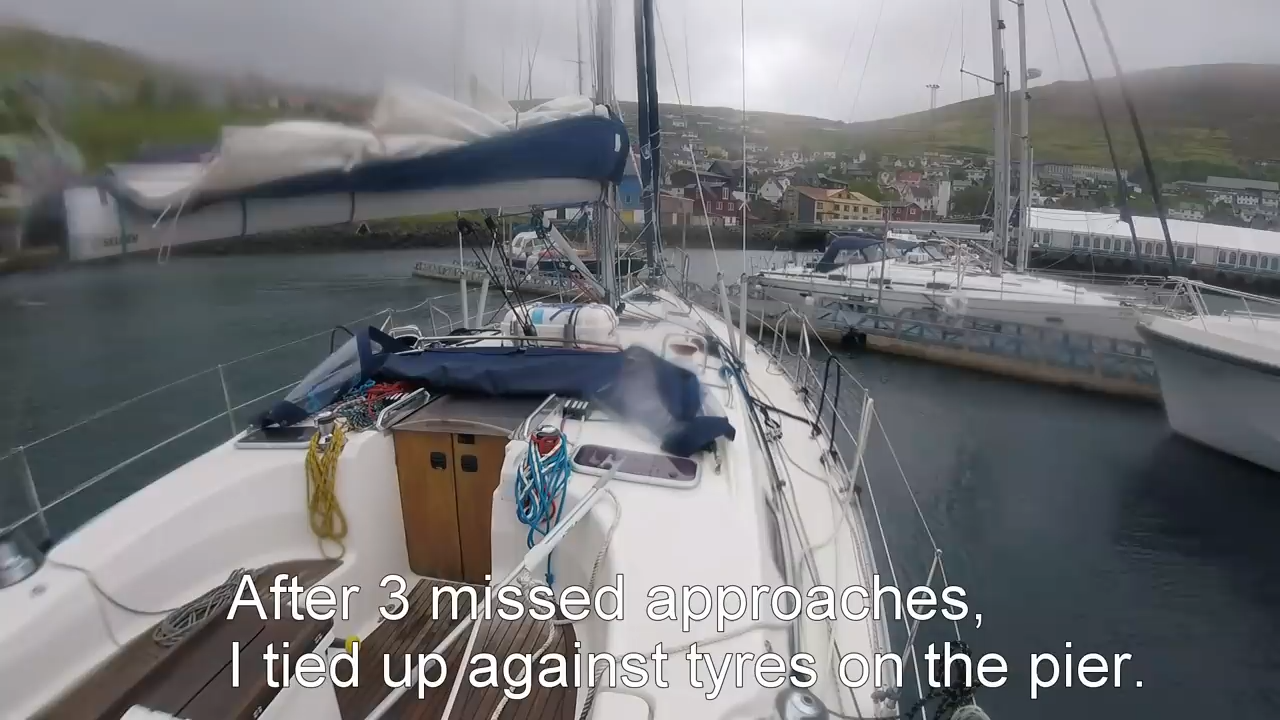 After 3 missed approaches,
I tied up against tyres on the pier.